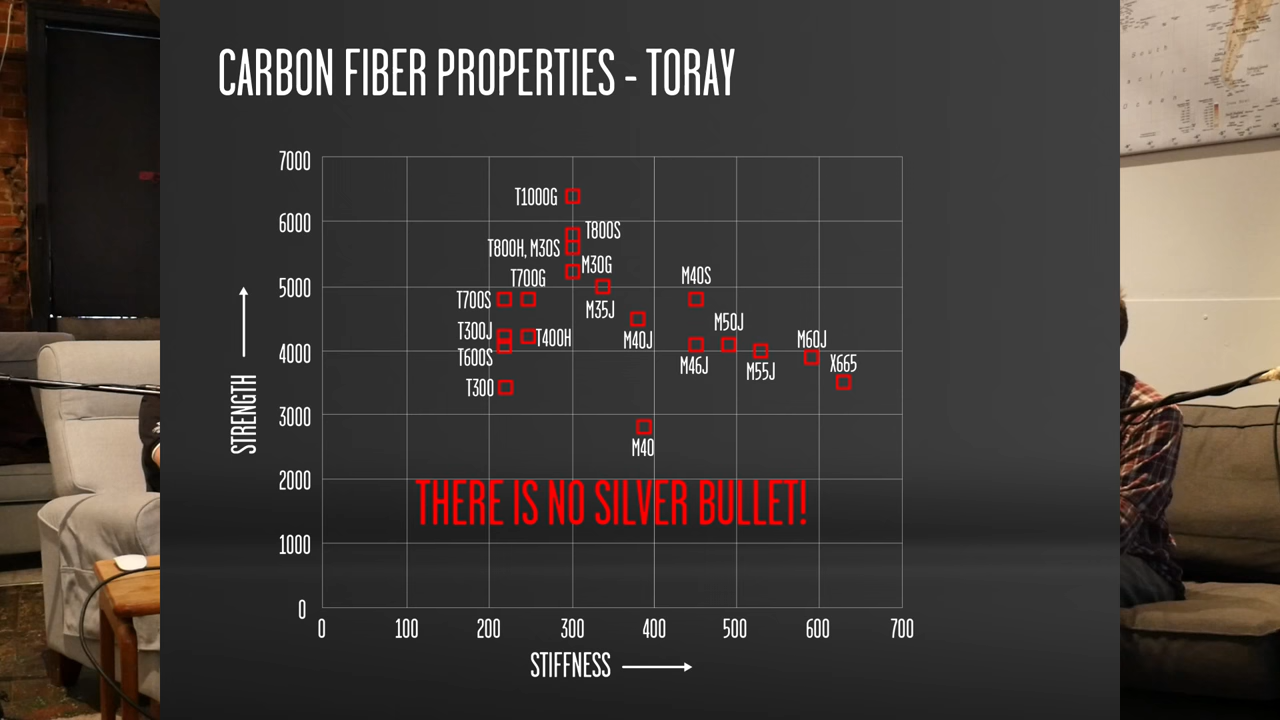 CARBON FIBER PROPERTIES - TORAY
7000
6000
5000
4000
3000
2000
1000
0
STRENGTH
T1000G
T800S
T800H, M30S
M30G
T700G
T700S
M35J
M40S
T300J
T400H
M40J
M50J
T600S
M46J
M55J
M60J
X665
T300
M40
THERE IS NO SILVER BULLET!
0 100 200 300 400 500 600 700
STIFFNESS